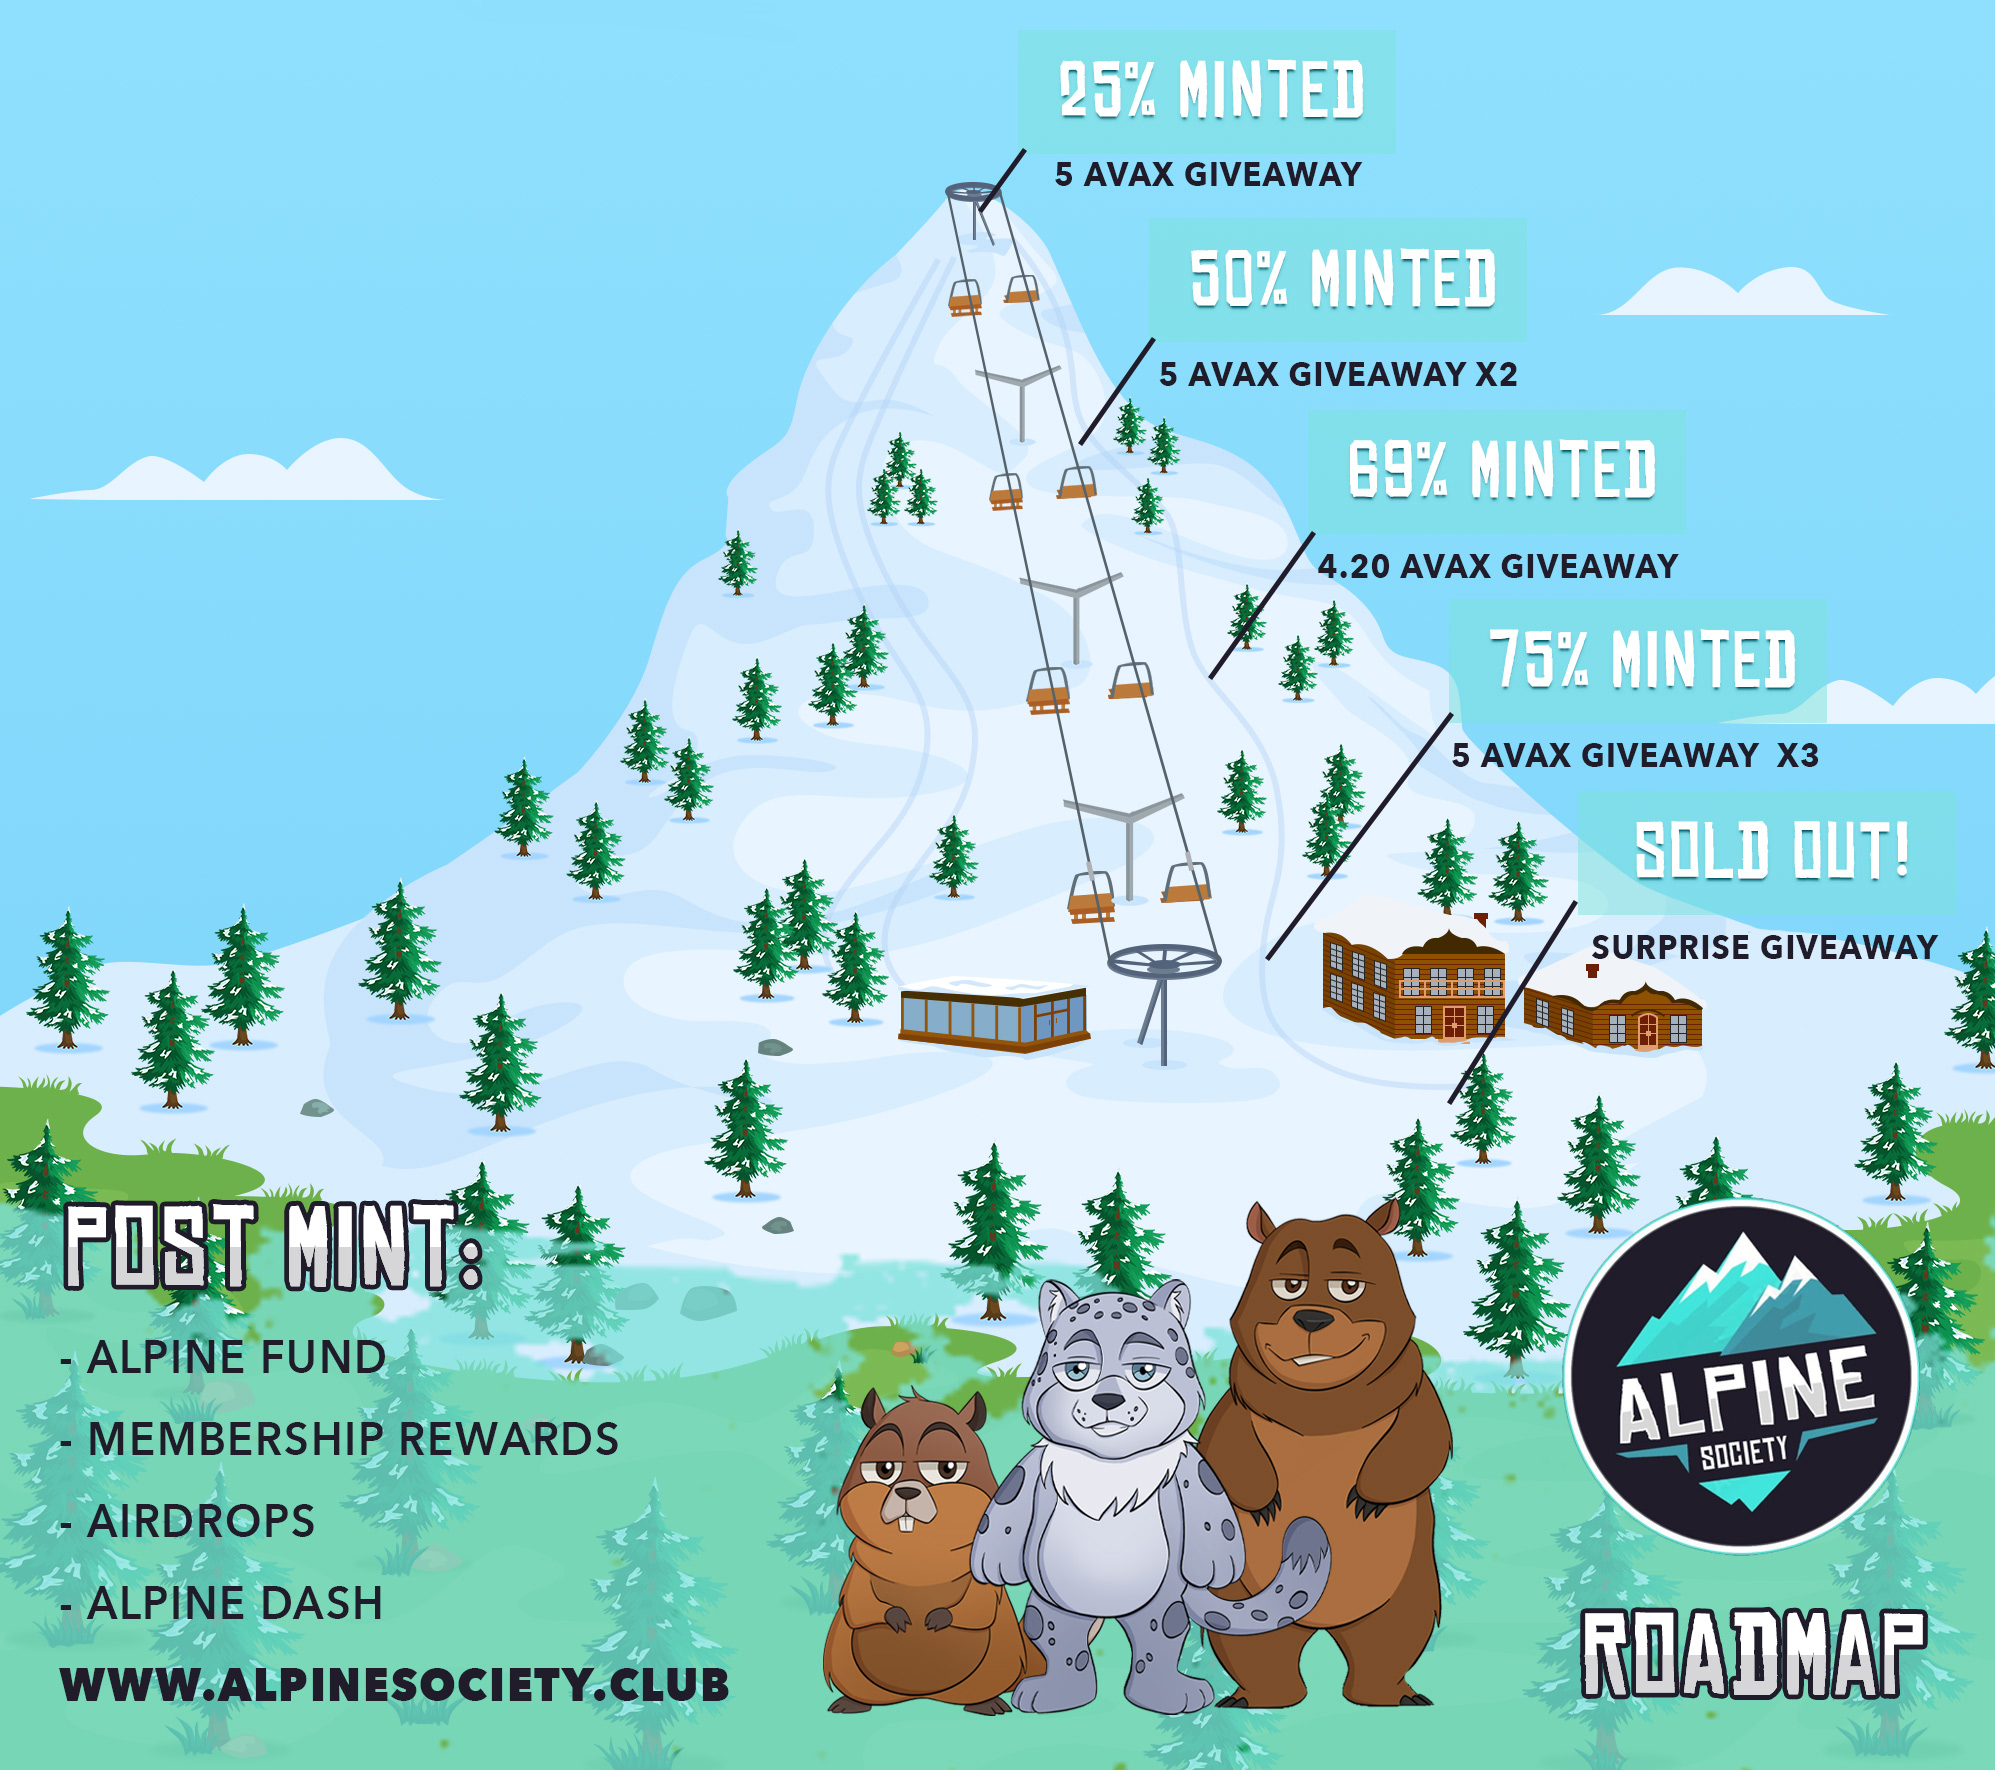 25% MINTED
5 AVAX GIVEAWAY
50% MINTED
5 AVAX GIVEAWAY X2
69% MINTED
4.20 AVAX GIVEAWAY
75% MINTED
5 AVAX GIVEAWAY X3
SOLD OUT!
SURPRISE GIVEAWAY
POST MINT:
- ALPINE FUND
- MEMBERSHIP REWARDS
- AIRDROPS
- ALPINE DASH
WWW.ALPINESOCIETY.CLUB
ALPINE
SOCIETY
ROADMAP